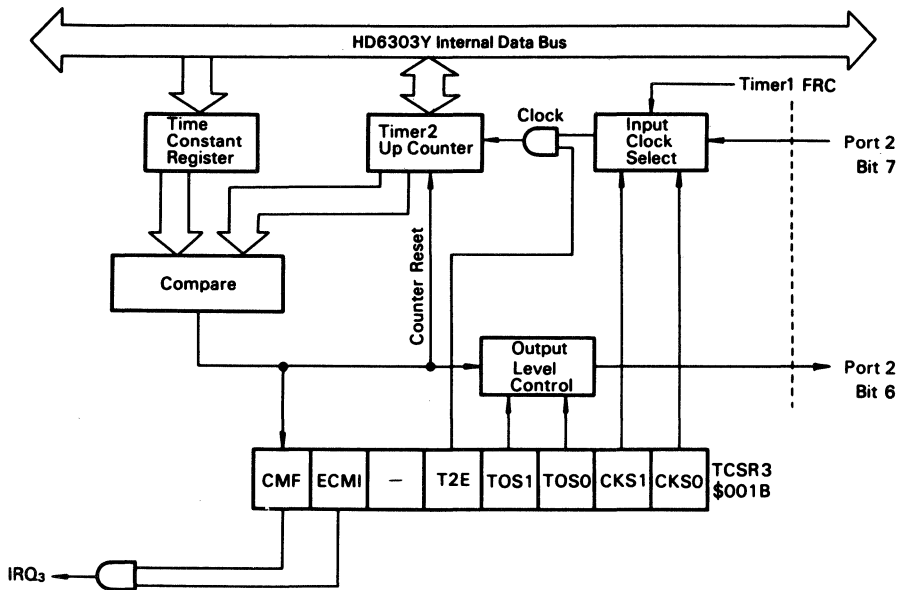 HD6303Y Internal Data Bus
Timer1 FRC
Time
Constant
Register
Timer2
Up Counter
Clock
Input
Clock
Select
Port 2
Bit 7
Counter Reset
Compare
Output
Level
Control
Port 2
Bit 6
CMF ECMI – T2E TOS1 TOS0 CKS1 CKS0
TCSR3
$001B
IRQ₃